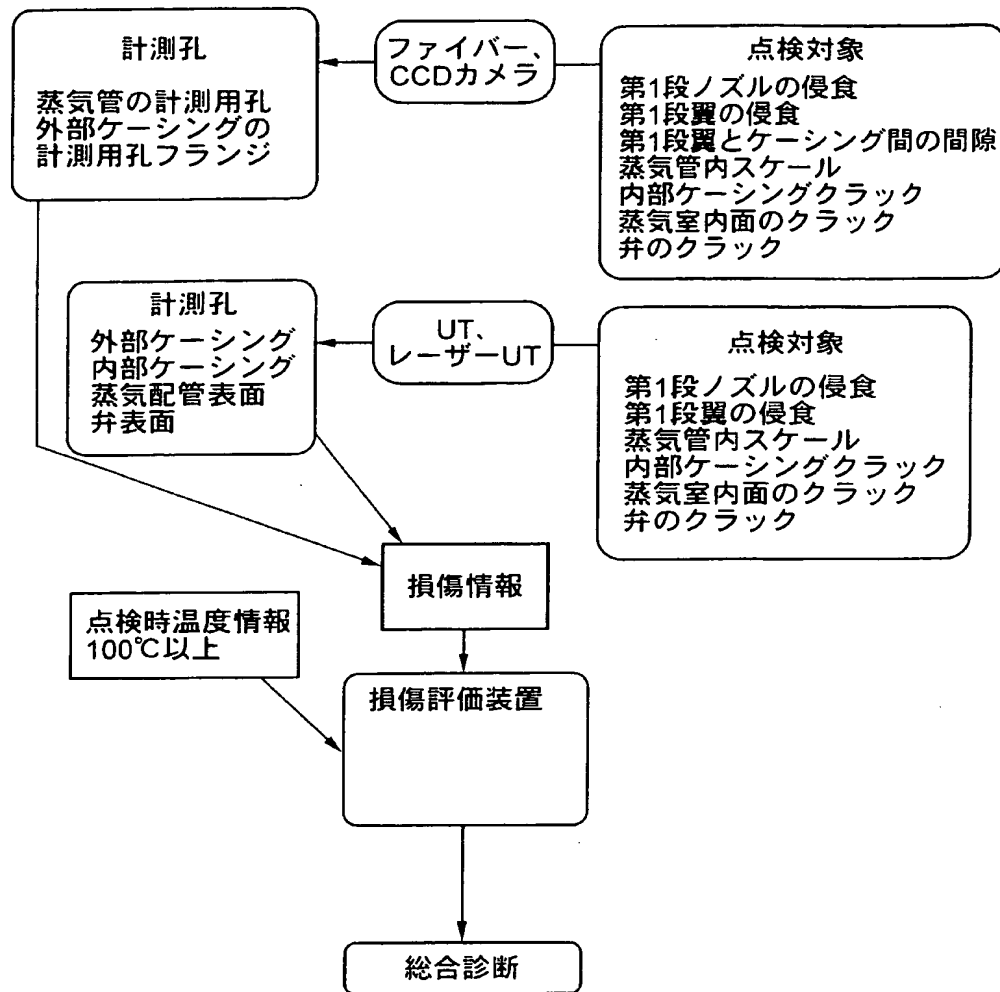 計測孔
蒸気管の計測用孔
外部ケーシングの
計測用孔フランジ
ファイバー、
CCDカメラ
点検対象
第1段ノズルの侵食
第1段翼の侵食
第1段翼とケーシング間の間隙
蒸気管内スケール
内部ケーシングクラック
蒸気室内面のクラック
弁のクラック
計測孔
外部ケーシング
内部ケーシング
蒸気配管表面
弁表面
UT、
レーザーUT
点検対象
第1段ノズルの侵食
第1段翼の侵食
蒸気管内スケール
内部ケーシングクラック
蒸気室内面のクラック
弁のクラック
損傷情報
点検時温度情報
100℃以上
損傷評価装置
総合診断